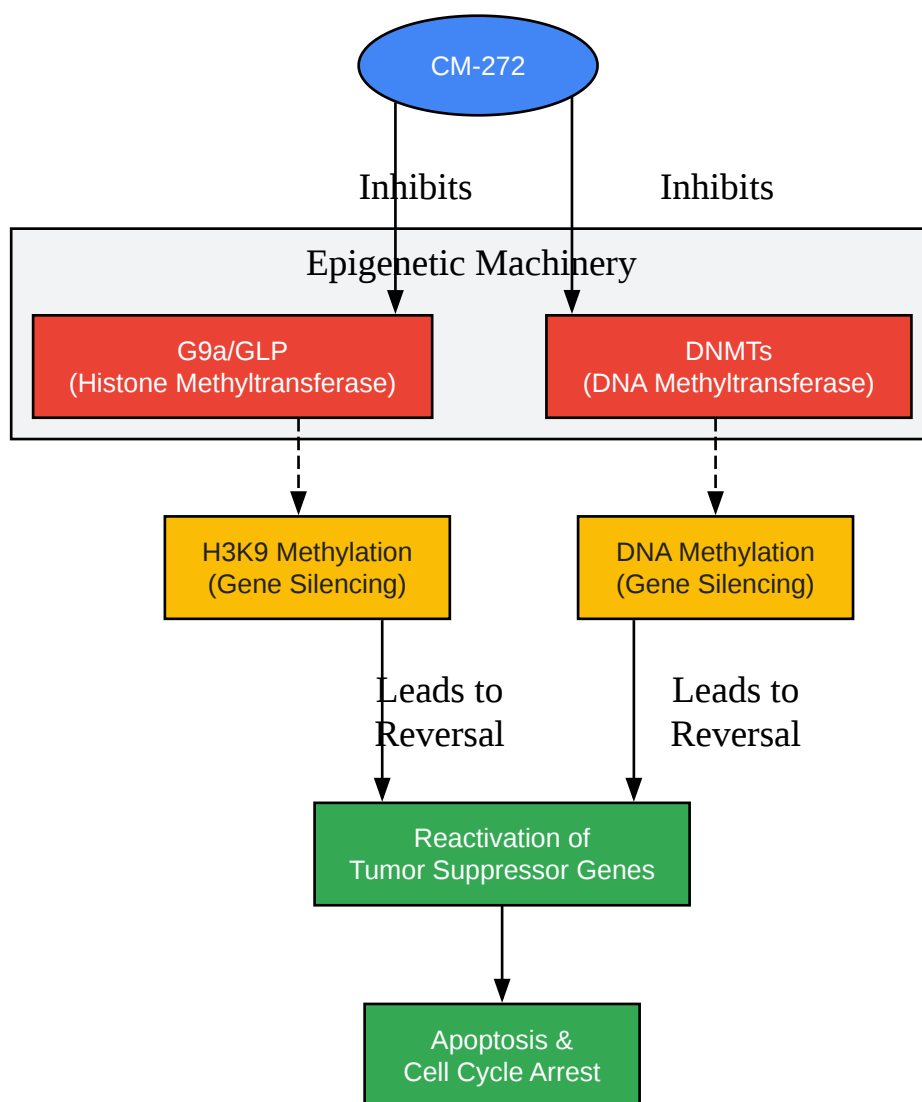 CM-272
Inhibits
Inhibits
Epigenetic Machinery
G9a/GLP
(Histone Methyltransferase)
DNMTs
(DNA Methyltransferase)
H3K9 Methylation
(Gene Silencing)
DNA Methylation
(Gene Silencing)
Leads to
Reversal
Leads to
Reversal
Reactivation of
Tumor Suppressor Genes
Apoptosis &
Cell Cycle Arrest